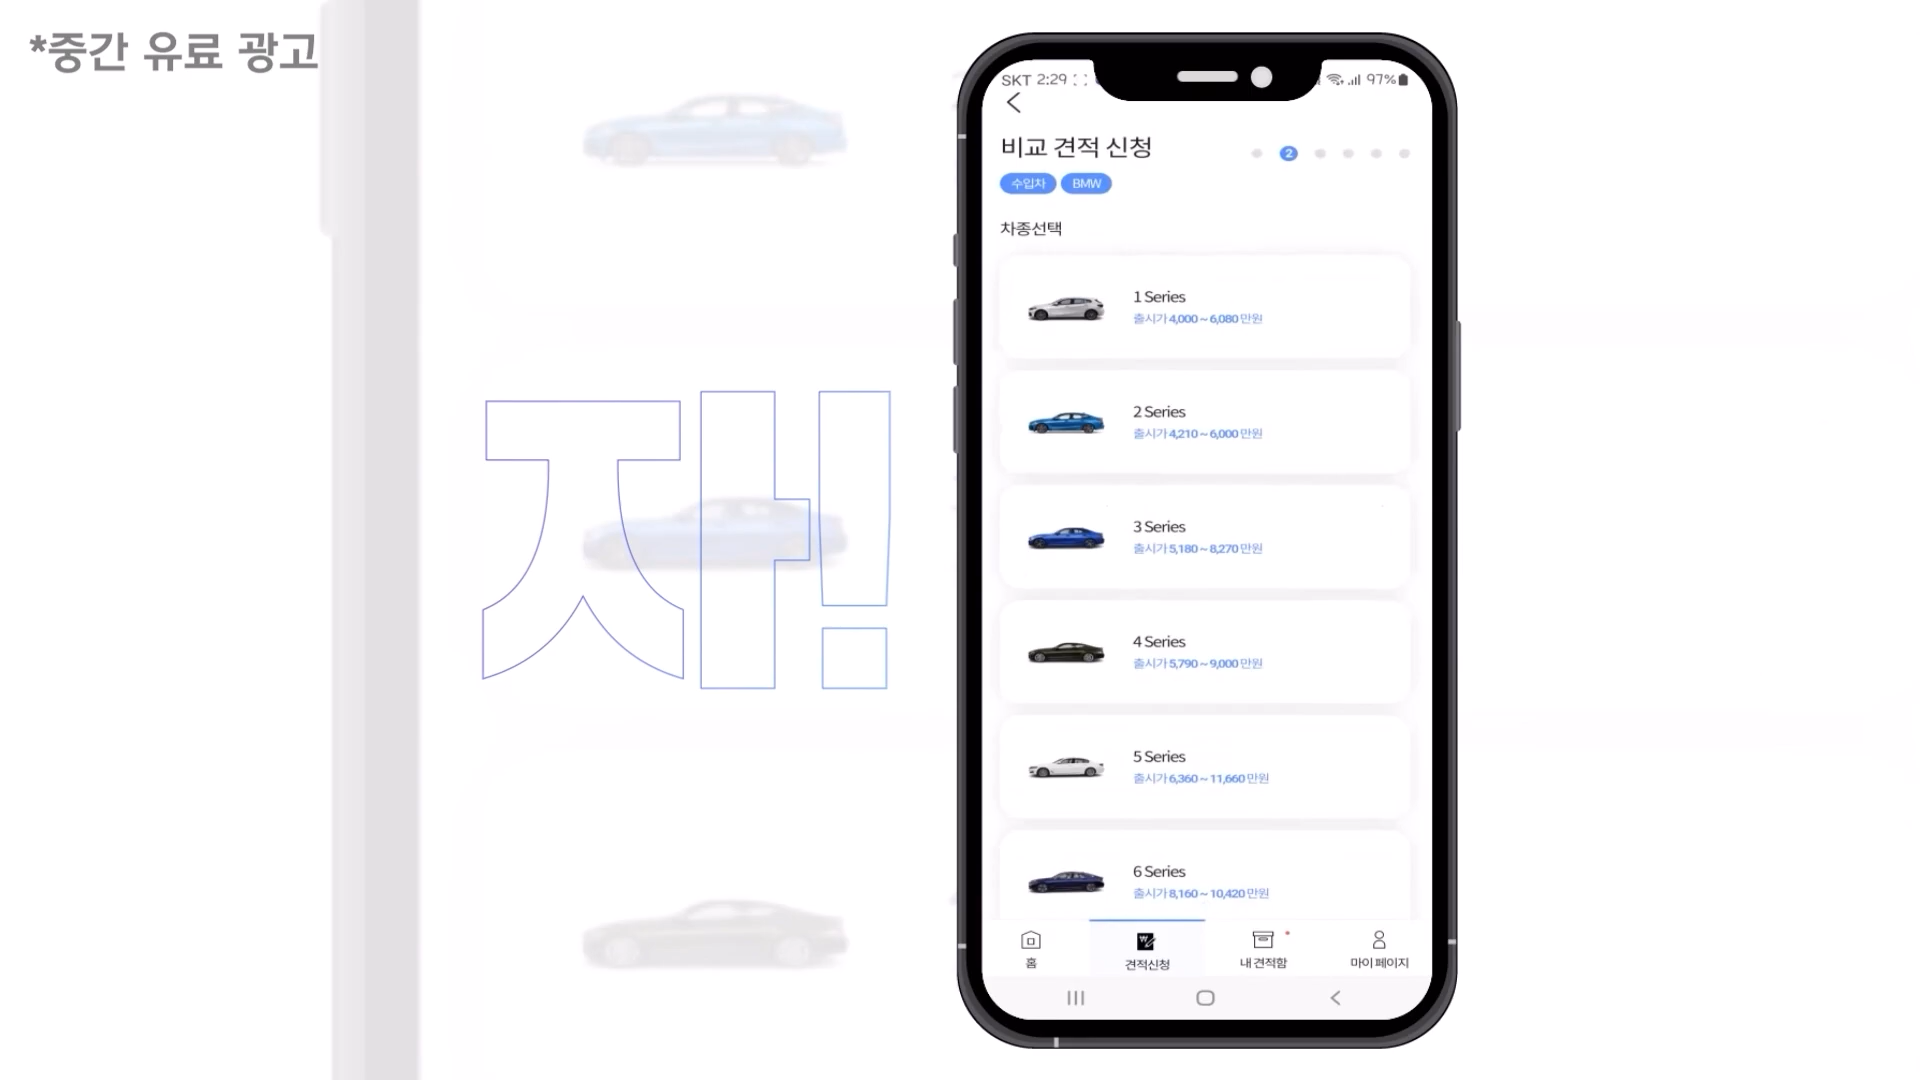 *중간 유료 광고
자!
SKT 2:29
97%
비교 견적 신청
2
수입차 BMW
차종선택
1 Series
출시가 4,000 ~ 6,080 만원
2 Series
출시가 4,210 ~ 6,000 만원
3 Series
출시가 5,180 ~ 8,270 만원
4 Series
출시가 5,790 ~ 9,000 만원
5 Series
출시가 6,360 ~ 11,660 만원
6 Series
출시가 8,160 ~ 10,420 만원
홈 견적신청 내 견적함 마이 페이지